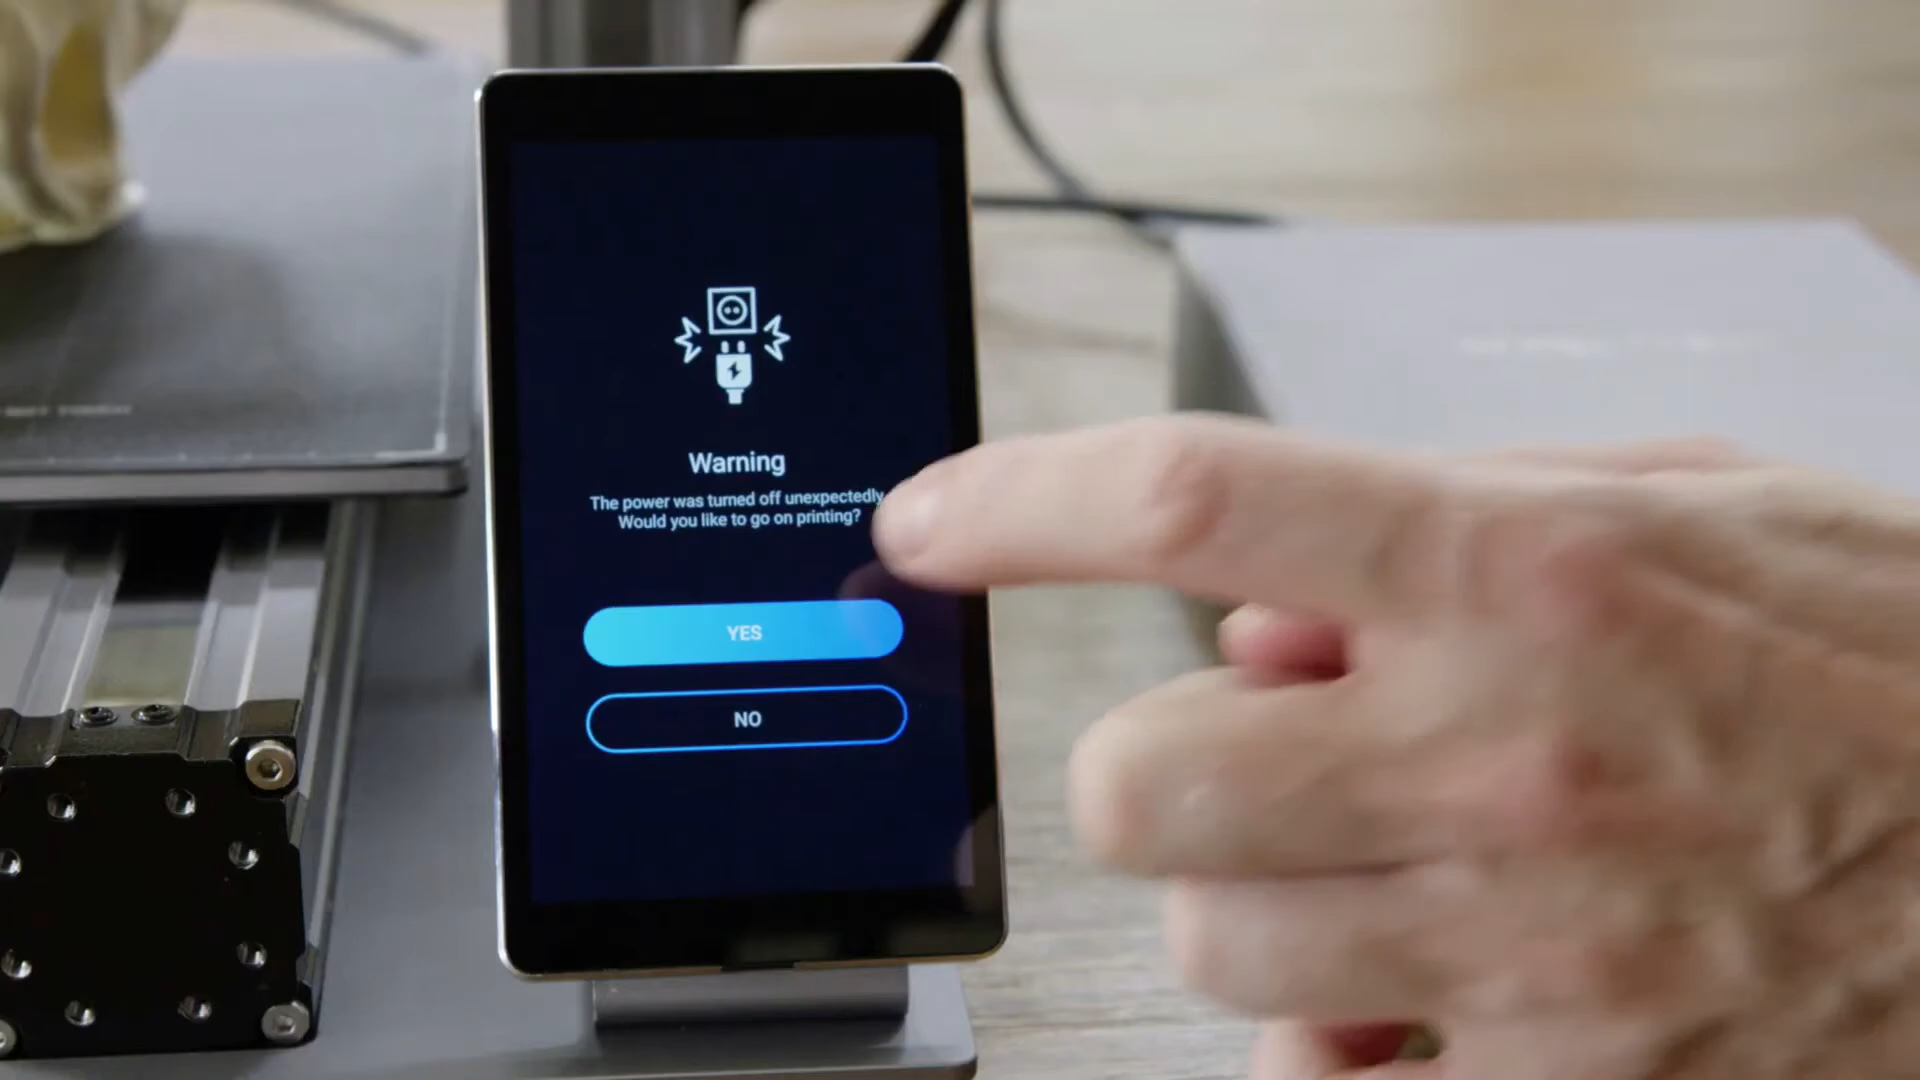 Warning
The power was turned off unexpectedly
Would you like to go on printing?
YES
NO